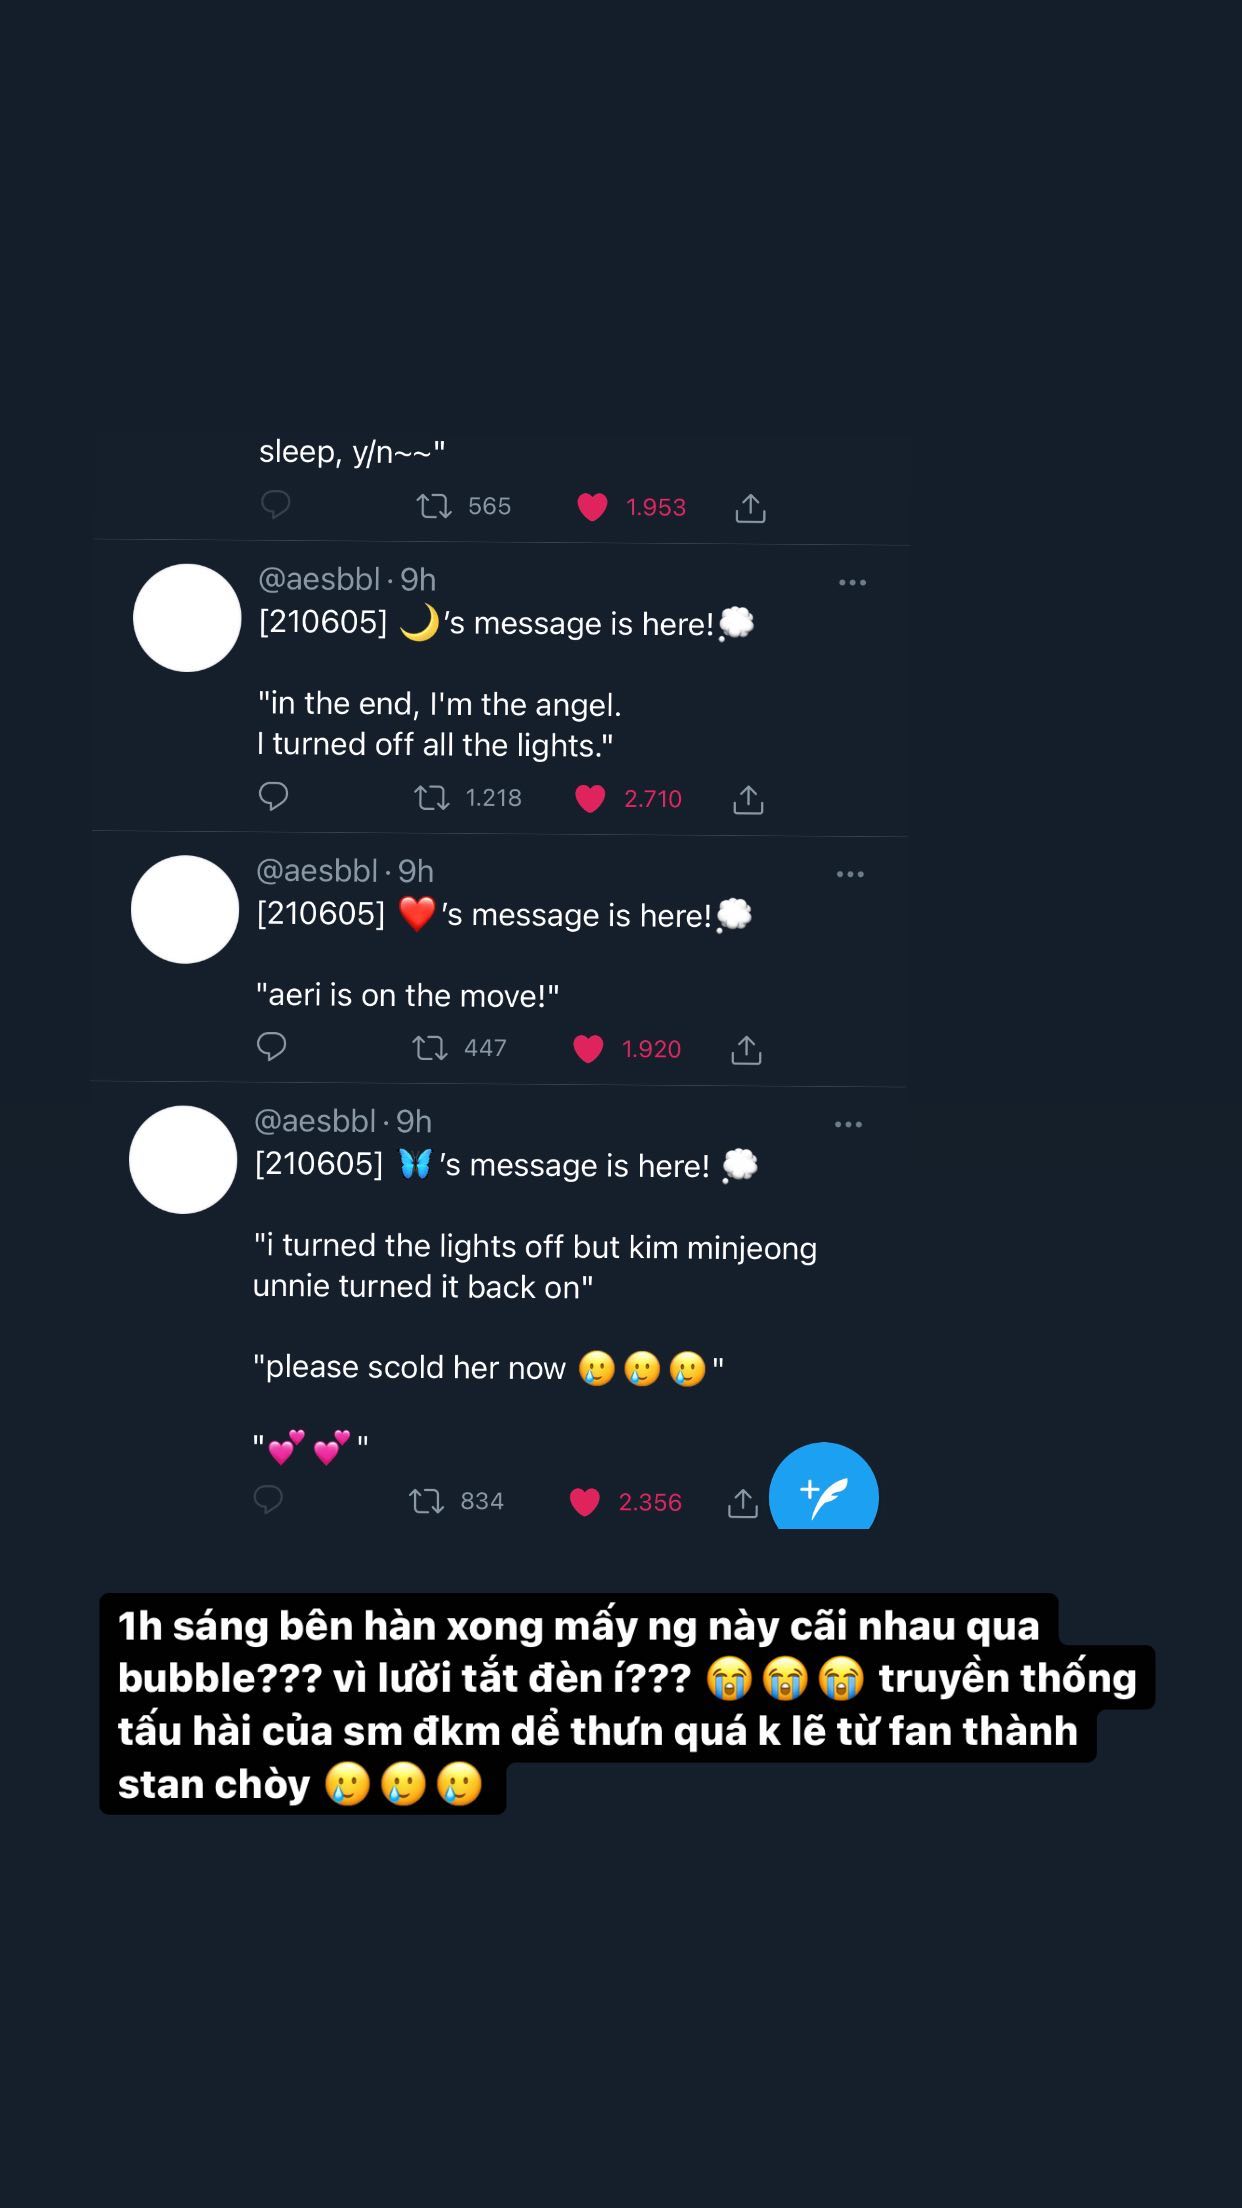 sleep, y/n~~"
565 1.953
@aesbbl · 9h
[210605] 🌙's message is here!💭
"in the end, I'm the angel.
I turned off all the lights."
1.218 2.710
@aesbbl · 9h
[210605] ❤️'s message is here!💭
"aeri is on the move!"
447 1.920
@aesbbl · 9h
[210605] 🦋's message is here! 💭
"i turned the lights off but kim minjeong
unnie turned it back on"
"please scold her now 🥲🥲🥲"
"💕💕"
834 2.356
1h sáng bên hàn xong mấy ng này cãi nhau qua
bubble??? vì lười tắt đèn í??? 😭😭😭 truyền thống
tấu hài của sm đkm dể thưn quá k lẽ từ fan thành
stan chòy 🥲🥲🥲